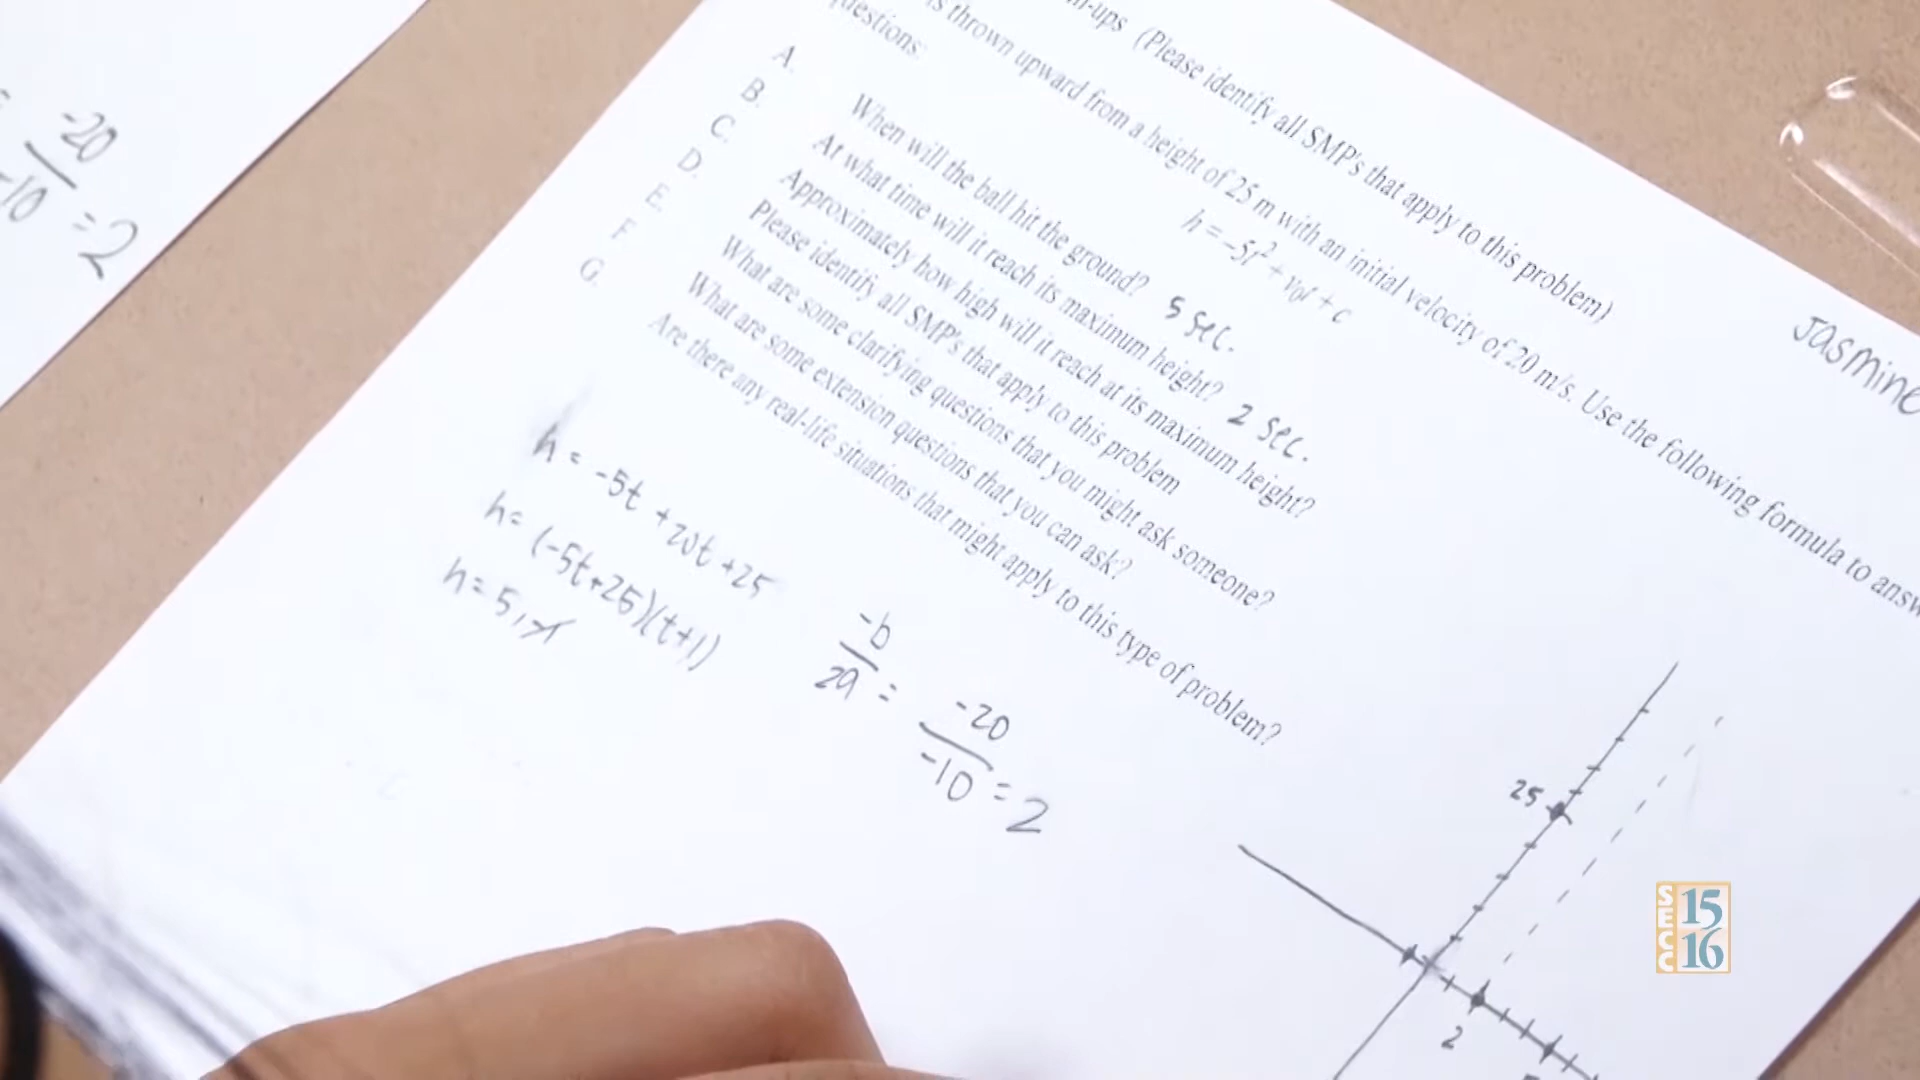 -ups (Please identify all SMP's that apply to this problem)
is thrown upward from a height of 25 m with an initial velocity of 20 m/s. Use the following formula to
questions:
h = -5t² + v₀t + c
A. When will the ball hit the ground? 5 sec.
B. At what time will it reach its maximum height? 2 sec.
C. Approximately how high will it reach at its maximum height?
D. Please identify all SMP's that apply to this problem
E. What are some clarifying questions that you might ask someone?
F. What are some extension questions that you can ask?
G. Are there any real-life situations that might apply to this type of problem?
Jasmine
h = -5t + 20t + 25
h = (-5t+25)(t+1)
h = 5,
-b/2a = -20/-10 = 2
25
2
-20/-10 = 2
SECC 15 16